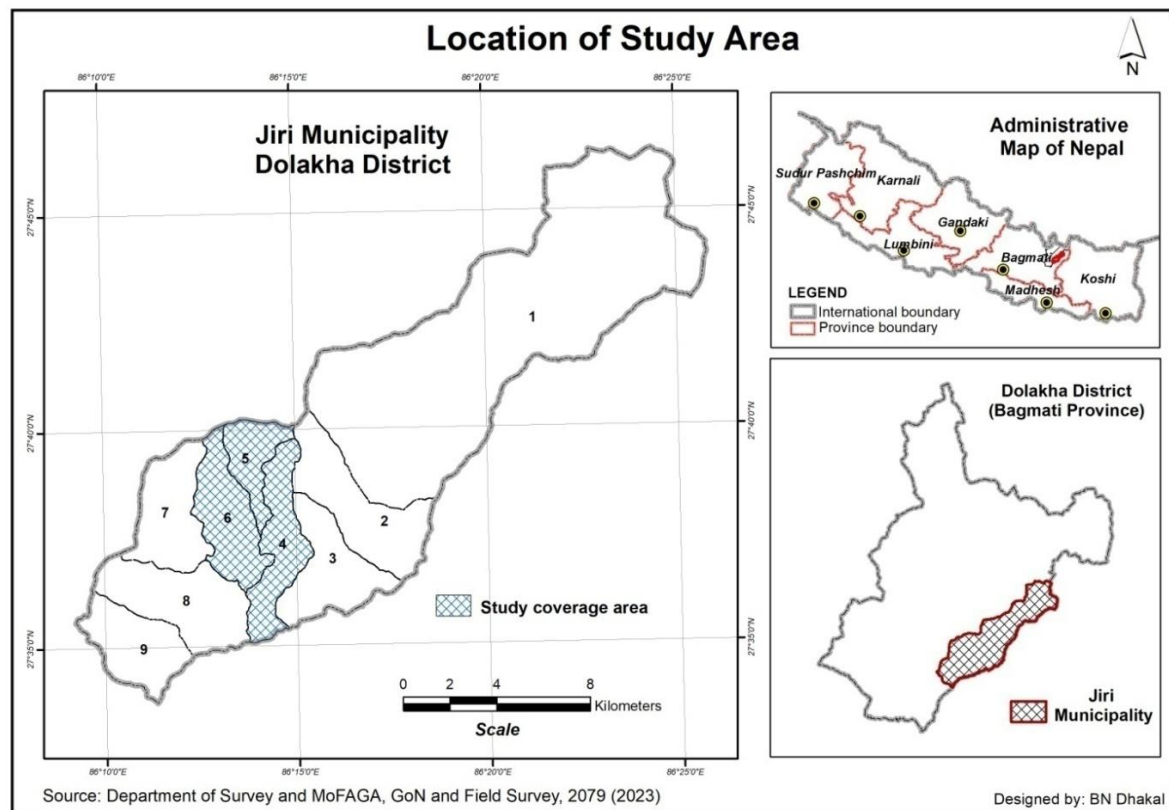 Location of Study Area
N
86°10'0"E
86°15'0"E
86°20'0"E
86°25'0"E
Jiri Municipality
Dolakha District
27°45'0"N
27°45'0"N
27°40'0"N
27°40'0"N
27°35'0"N
27°35'0"N
1
2
3
4
5
6
7
8
9
Study coverage area
0 2 4 8
Kilometers
Scale
86°10'0"E
86°15'0"E
86°20'0"E
86°25'0"E
Administrative
Map of Nepal
Sudur Pashchim
Karnali
Gandaki
Lumbini
Bagmati
Koshi
Madhesh
LEGEND
International boundary
Province boundary
Dolakha District
(Bagmati Province)
Jiri
Municipality
Source: Department of Survey and MoFAGA, GoN and Field Survey, 2079 (2023)
Designed by: BN Dhakal